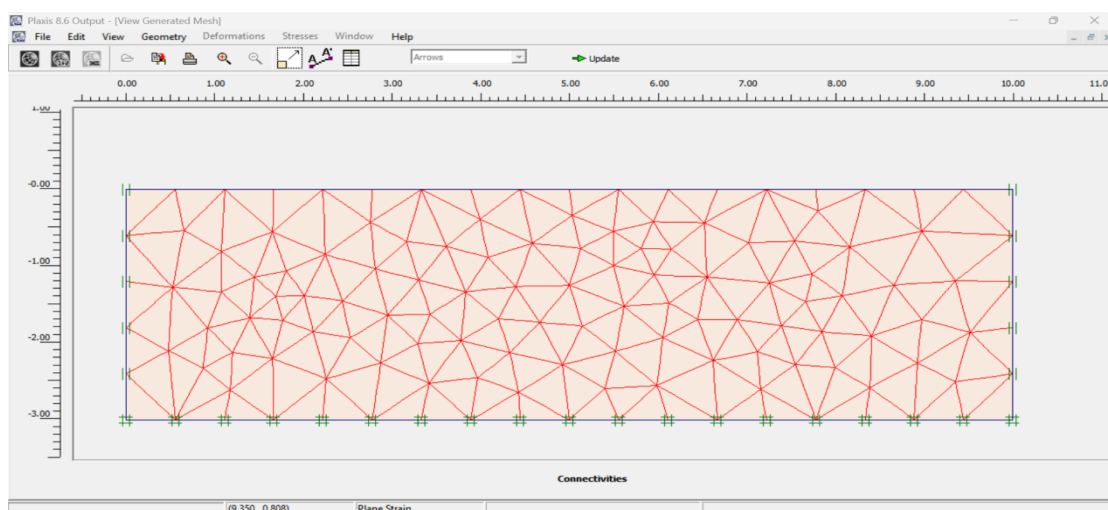 Plaxis 8.6 Output - [View Generated Mesh]
File Edit View Geometry Deformations Stresses Window Help
Arrows Update
0.00 1.00 2.00 3.00 4.00 5.00 6.00 7.00 8.00 9.00 10.00 11.0
1.00
-0.00
-1.00
-2.00
-3.00
Connectivities
(9.350, 0.808) Plane Strain